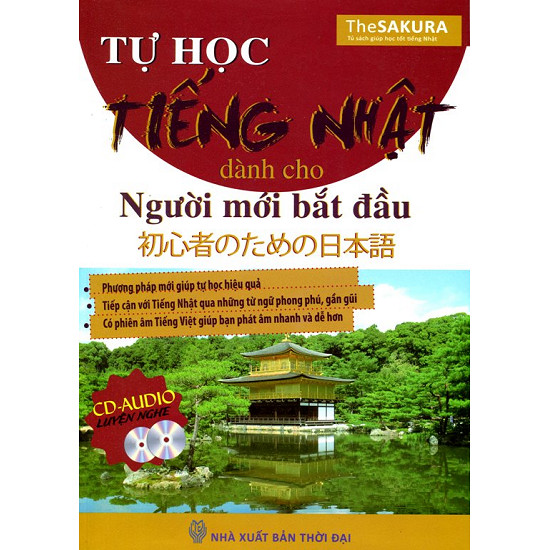 TheSAKURA
Tủ sách giúp học tốt tiếng Nhật
TỰ HỌC
TIẾNG NHẬT
dành cho
Người mới bắt đầu
初心者のための日本語
Phương pháp mới giúp tự học hiệu quả
Tiếp cận với Tiếng Nhật qua những từ ngữ phong phú, gần gũi
Có phiên âm Tiếng Việt giúp bạn phát âm nhanh và dễ hơn
CD-AUDIO
LUYỆN NGHE
NHÀ XUẤT BẢN THỜI ĐẠI